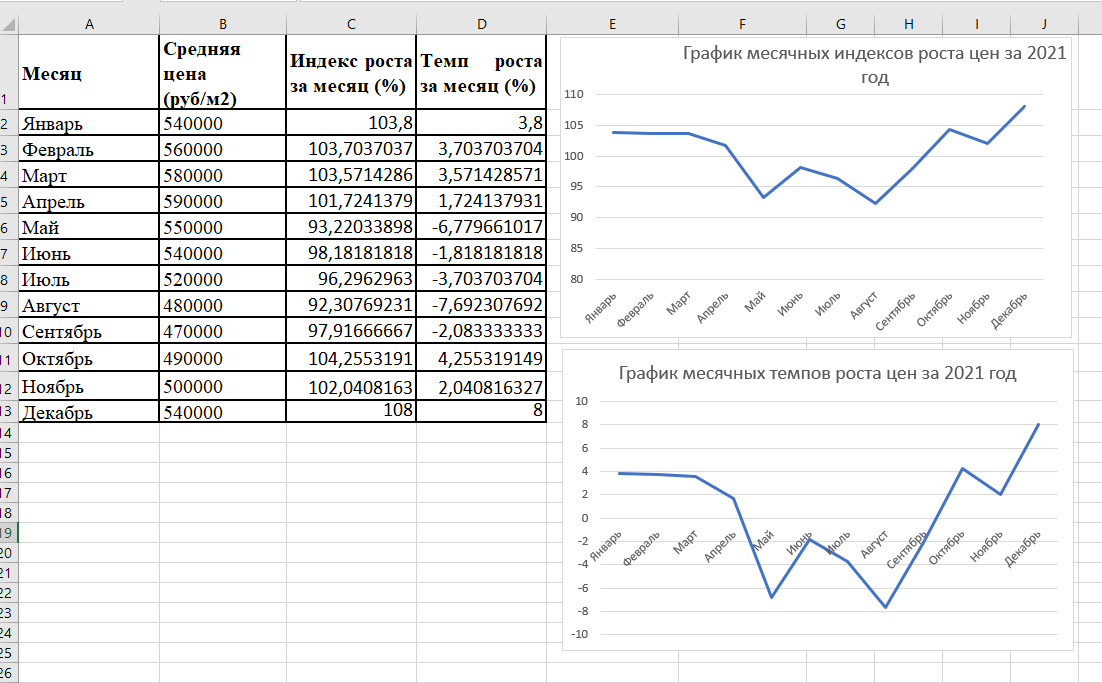 A B C D E F G H I J
1 Месяц Средняя цена (руб/м2) Индекс роста за месяц (%) Темп роста за месяц (%)
2 Январь 540000 103,8 3,8
3 Февраль 560000 103,7037037 3,703703704
4 Март 580000 103,5714286 3,571428571
5 Апрель 590000 101,7241379 1,724137931
6 Май 550000 93,22033898 -6,779661017
7 Июнь 540000 98,18181818 -1,818181818
8 Июль 520000 96,2962963 -3,703703704
9 Август 480000 92,30769231 -7,692307692
10 Сентябрь 470000 97,91666667 -2,083333333
11 Октябрь 490000 104,2553191 4,255319149
12 Ноябрь 500000 102,0408163 2,040816327
13 Декабрь 540000 108 8
14
15
16
17
18
19
20
21
22
23
24
25
26
График месячных индексов роста цен за 2021
год
110
105
100
95
90
85
80
Январь Февраль Март Апрель Май Июнь Июль Август Сентябрь Октябрь Ноябрь Декабрь
График месячных темпов роста цен за 2021 год
10
8
6
4
2
0
-2
-4
-6
-8
-10
Январь Февраль Март Апрель Май Июнь Июль Август Сентябрь Октябрь Ноябрь Декабрь